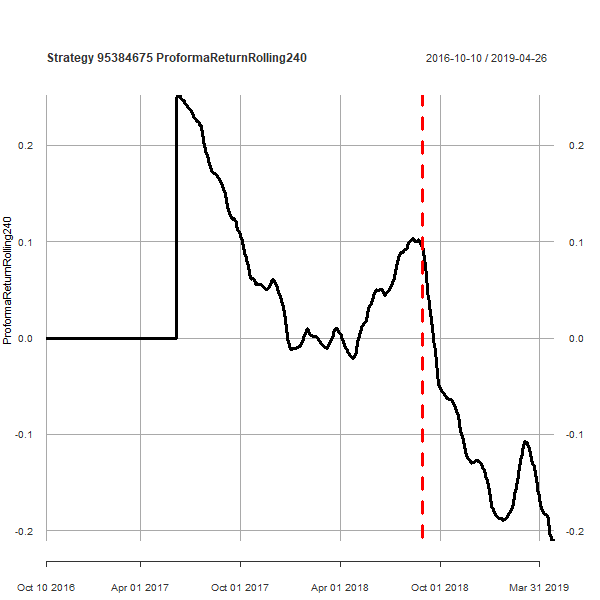 Strategy 95384675 ProformaReturnRolling240
2016-10-10 / 2019-04-26
ProformaReturnRolling240
0.2
0.2
0.1
0.1
0.0
0.0
-0.1
-0.1
-0.2
-0.2
Oct 10 2016
Apr 01 2017
Oct 01 2017
Apr 01 2018
Oct 01 2018
Mar 31 2019